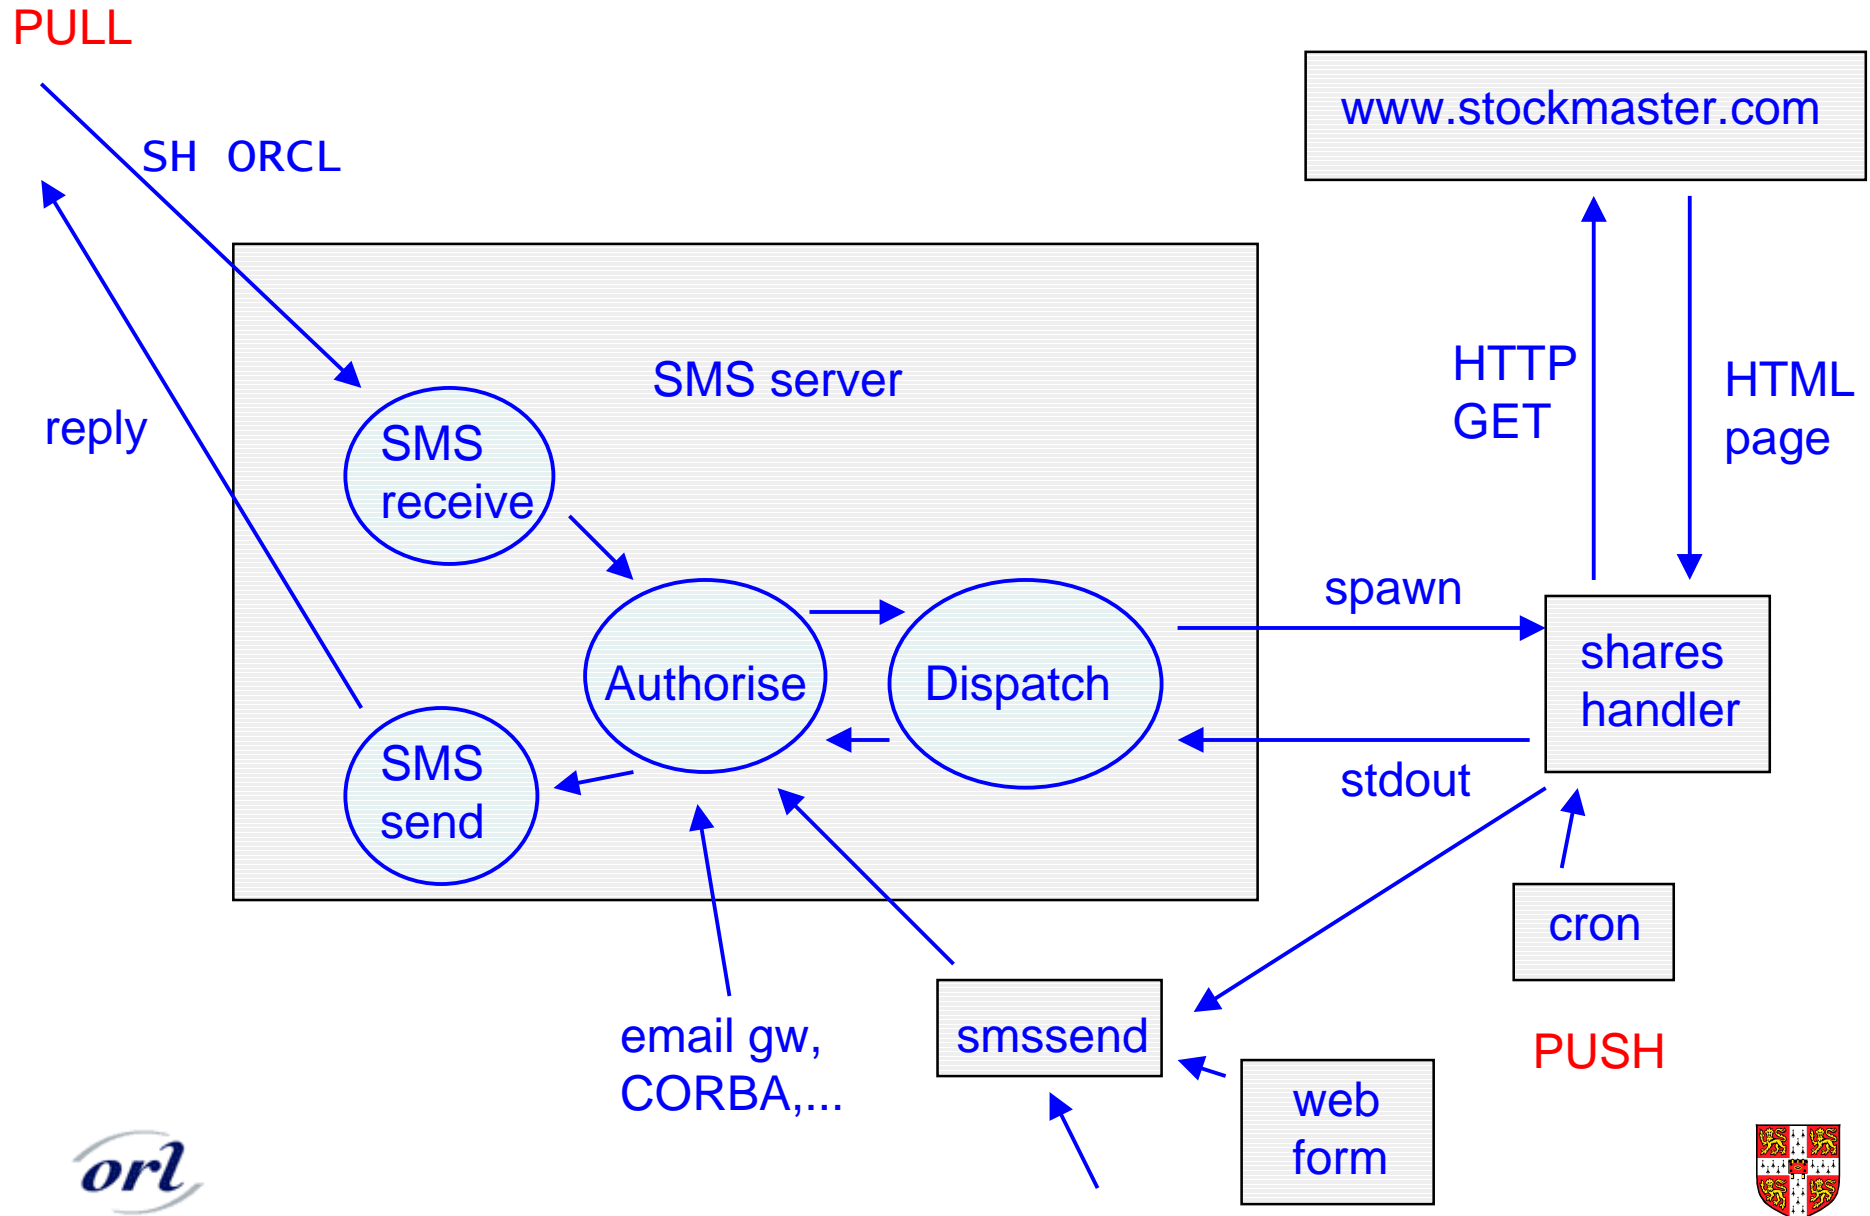 PULL
www.stockmaster.com
SH ORCL
SMS server
HTTP
GET
HTML
page
reply
SMS
receive
spawn
shares
handler
Authorise
Dispatch
SMS
send
stdout
cron
email gw,
CORBA,...
smssend
PUSH
web
form
orl